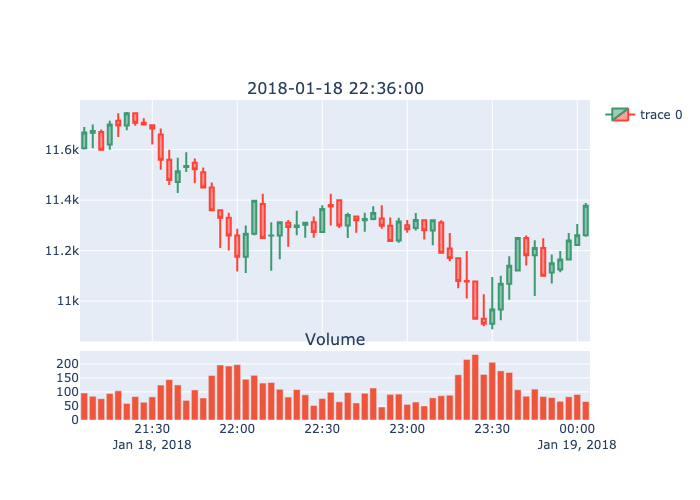 2018-01-18 22:36:00
trace 0
11.6k
11.4k
11.2k
11k
Volume
200
150
100
50
0
21:30 22:00 22:30 23:00 23:30 00:00
Jan 18, 2018 Jan 19, 2018